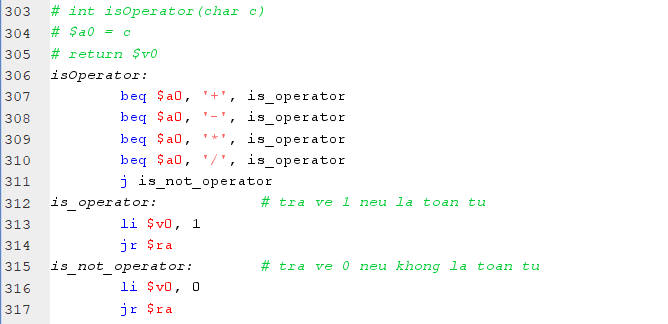 303 # int isOperator(char c)
304 # $a0 = c
305 # return $v0
306 isOperator:
307 beq $a0, '+', is_operator
308 beq $a0, '-', is_operator
309 beq $a0, '*', is_operator
310 beq $a0, '/', is_operator
311 j is_not_operator
312 is_operator: # tra ve 1 neu la toan tu
313 li $v0, 1
314 jr $ra
315 is_not_operator: # tra ve 0 neu khong la toan tu
316 li $v0, 0
317 jr $ra